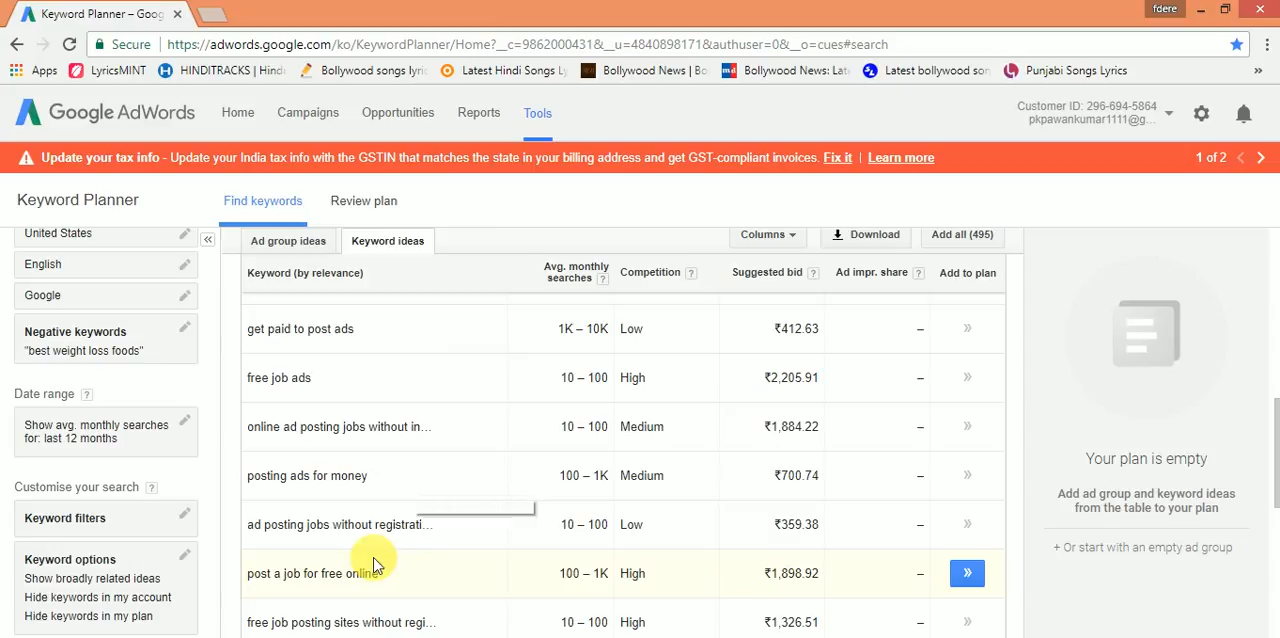 Keyword Planner – Goog
fdere
Secure
https://adwords.google.com/ko/KeywordPlanner/Home?__c=9862000431&__u=4840898171&authuser=0&__o=cues#search
Apps LyricsMINT HINDITRACKS | Hind Bollywood songs lyri Latest Hindi Songs L Bollywood News | Bo Bollywood News: Lat Latest bollywood son Punjabi Songs Lyrics »
Google AdWords Home Campaigns Opportunities Reports Tools
Customer ID: 296-694-5864
pkpawankumar1111@g...
Update your tax info - Update your India tax info with the GSTIN that matches the state in your billing address and get GST-compliant invoices. Fix it | Learn more 1 of 2
Keyword Planner Find keywords Review plan
United States
English
Google
Negative keywords
"best weight loss foods"
Date range ?
Show avg. monthly searches
for: last 12 months
Customise your search ?
Keyword filters
Keyword options
Show broadly related ideas
Hide keywords in my account
Hide keywords in my plan
«
Ad group ideas Keyword ideas Columns Download Add all (495)
Keyword (by relevance) Avg. monthly searches ? Competition ? Suggested bid ? Ad impr. share ? Add to plan
get paid to post ads 1K – 10K Low ₹412.63 – »
free job ads 10 – 100 High ₹2,205.91 – »
online ad posting jobs without in... 10 – 100 Medium ₹1,884.22 – »
posting ads for money 100 – 1K Medium ₹700.74 – »
ad posting jobs without registrati... 10 – 100 Low ₹359.38 – »
post a job for free online 100 – 1K High ₹1,898.92 – »
free job posting sites without regi... 10 – 100 High ₹1,326.51 – »
Your plan is empty
Add ad group and keyword ideas
from the table to your plan
+ Or start with an empty ad group